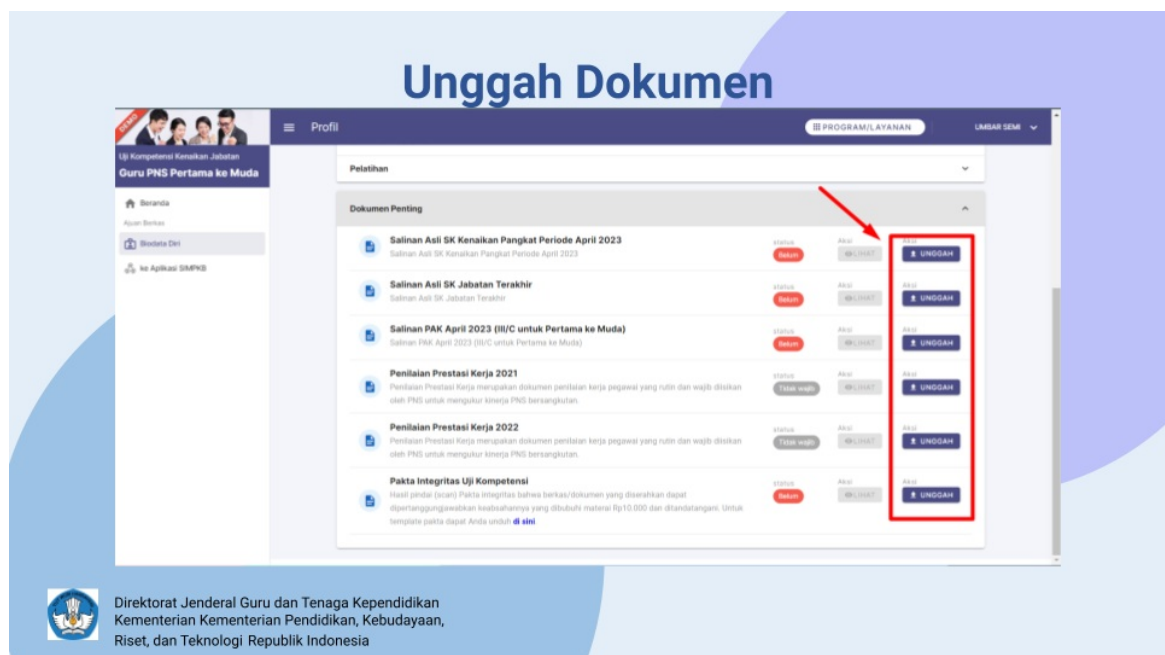 Unggah Dokumen
DEMO
Profil
PROGRAM/LAYANAN
UMBAR SEMI
Uji Kompetensi Kenaikan Jabatan
Guru PNS Pertama ke Muda
Beranda
Ajuan Berkas
Biodata Diri
ke Aplikasi SIMPKB
Pelatihan
Dokumen Penting
Salinan Asli SK Kenaikan Pangkat Periode April 2023
Salinan Asli SK Kenaikan Pangkat Periode April 2023
status
Belum
Aksi
LIHAT
Aksi
UNGGAH
Salinan Asli SK Jabatan Terakhir
Salinan Asli SK Jabatan Terakhir
status
Belum
Aksi
LIHAT
Aksi
UNGGAH
Salinan PAK April 2023 (III/C untuk Pertama ke Muda)
Salinan PAK April 2023 (III/C untuk Pertama ke Muda)
status
Belum
Aksi
LIHAT
Aksi
UNGGAH
Penilaian Prestasi Kerja 2021
Penilaian Prestasi Kerja merupakan dokumen penilaian kerja pegawai yang rutin dan wajib diisikan
oleh PNS untuk mengukur kinerja PNS bersangkutan.
status
Tidak wajib
Aksi
LIHAT
Aksi
UNGGAH
Penilaian Prestasi Kerja 2022
Penilaian Prestasi Kerja merupakan dokumen penilaian kerja pegawai yang rutin dan wajib diisikan
oleh PNS untuk mengukur kinerja PNS bersangkutan.
status
Tidak wajib
Aksi
LIHAT
Aksi
UNGGAH
Pakta Integritas Uji Kompetensi
Hasil pindai (scan) Pakta integritas bahwa berkas/dokumen yang diserahkan dapat
dipertanggungjawabkan keabsahannya yang dibubuhi materai Rp10.000 dan ditandatangani. Untuk
template pakta dapat Anda unduh di sini
status
Belum
Aksi
LIHAT
Aksi
UNGGAH
Direktorat Jenderal Guru dan Tenaga Kependidikan
Kementerian Kementerian Pendidikan, Kebudayaan,
Riset, dan Teknologi Republik Indonesia